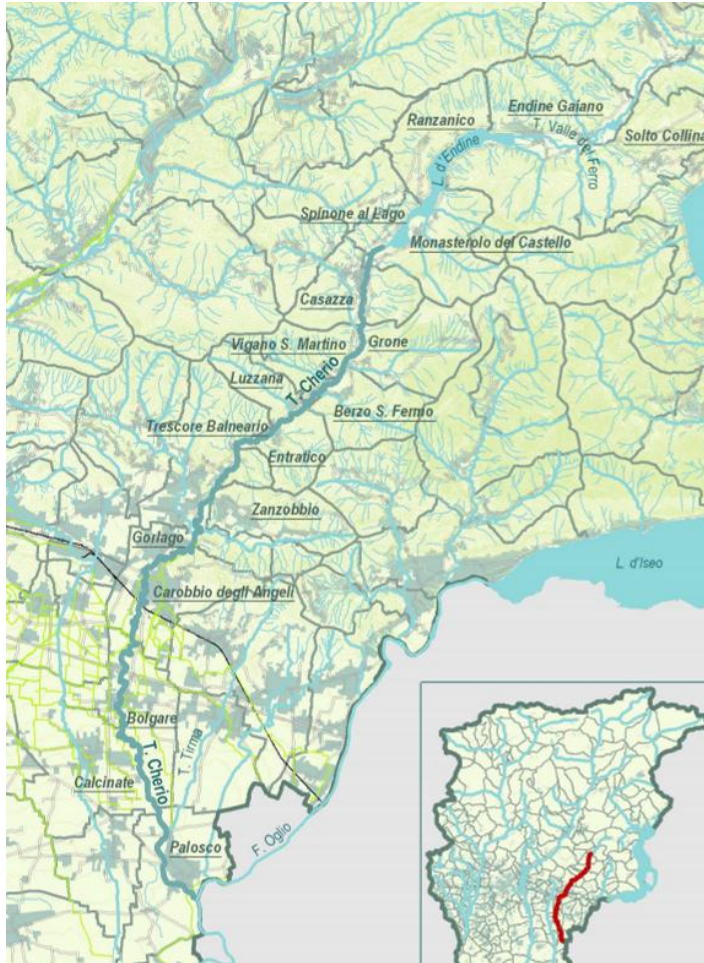 Endine Gaiano
Ranzanico
T. Valle del Ferro
Solto Collina
L. d'Endine
Spinone al Lago
Monasterolo del Castello
Casazza
Vigano S. Martino
Grone
T. Cherio
Luzzana
Berzo S. Fermo
Trescore Balneario
Entratico
Zanzobbio
Gorlago
L. d'Iseo
Carobbio degli Angeli
Bolgare
T. Tirma
T. Cherio
Calcinate
Palosco
F. Oglio